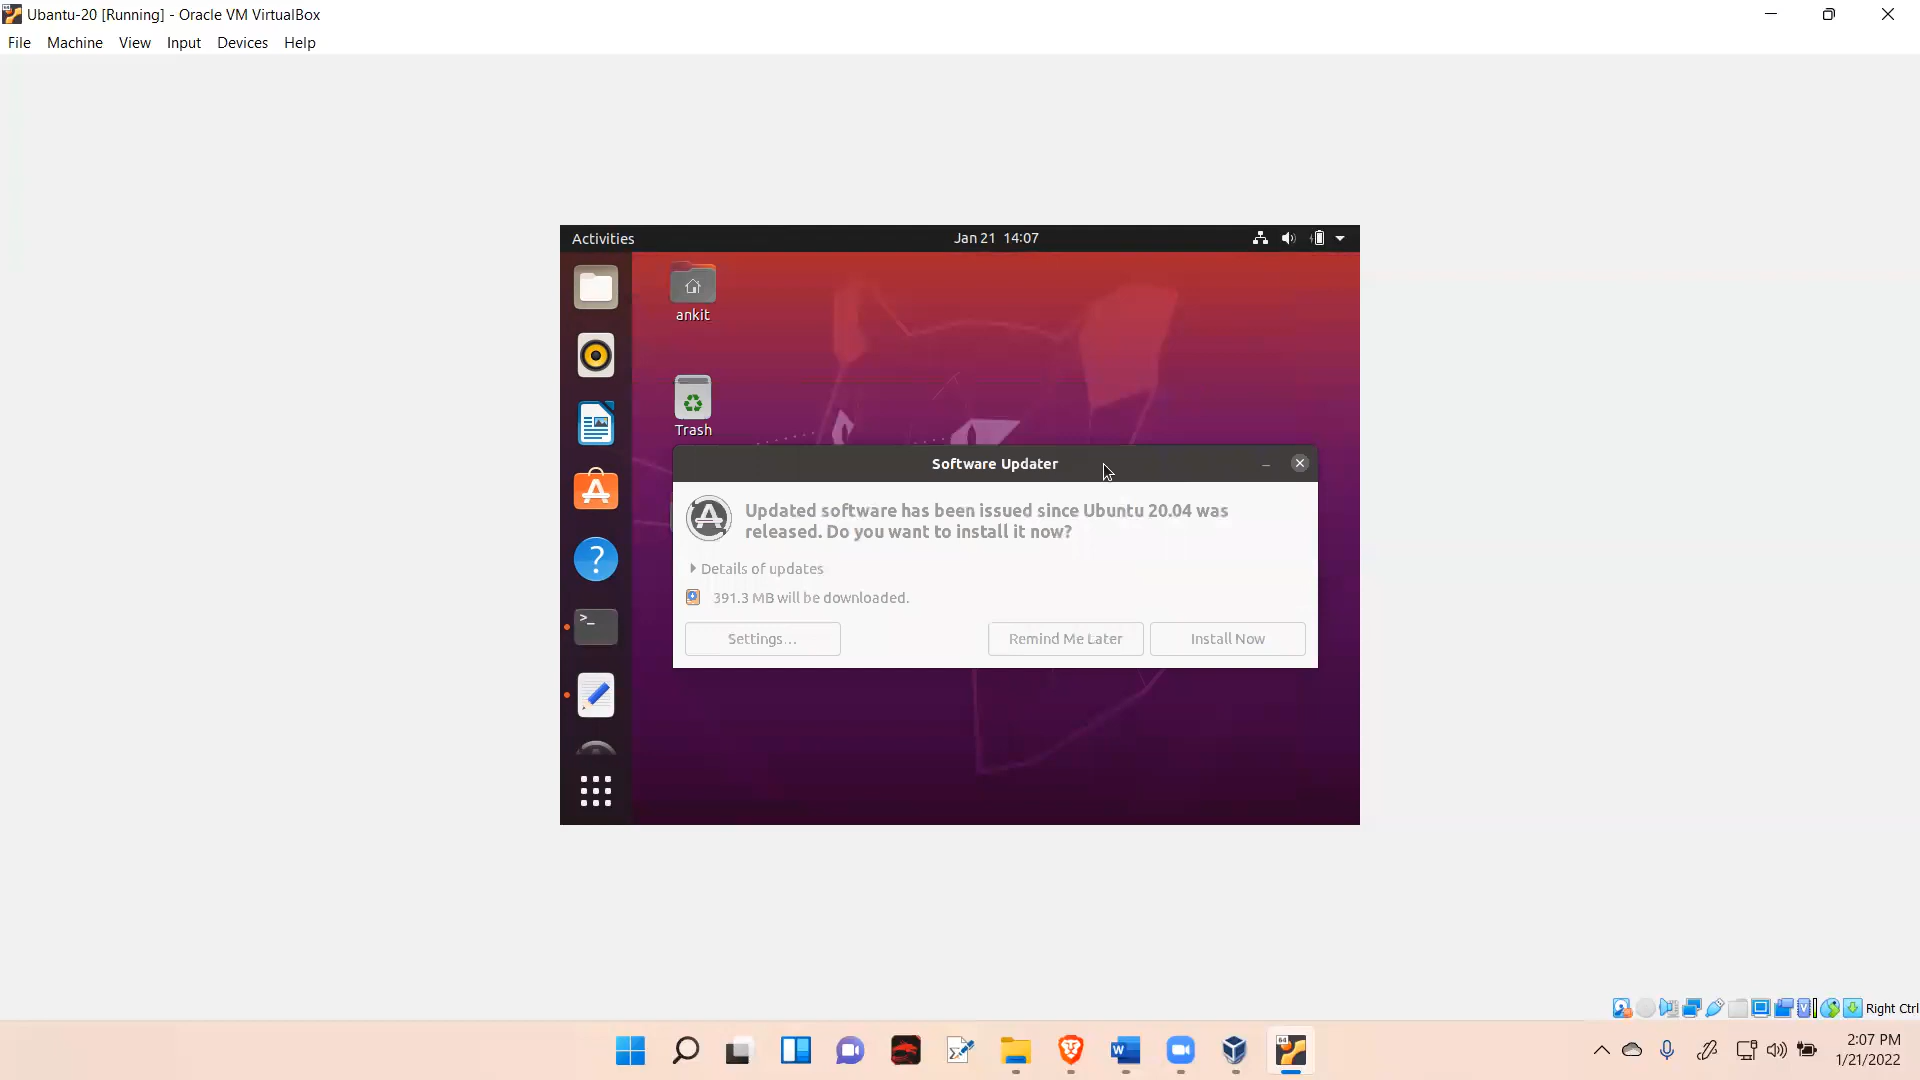 Ubantu-20 [Running] - Oracle VM VirtualBox
File Machine View Input Devices Help
Activities
Jan 21 14:07
ankit
Trash
Software Updater
Updated software has been issued since Ubuntu 20.04 was
released. Do you want to install it now?
Details of updates
391.3 MB will be downloaded.
Settings...
Remind Me Later
Install Now
Right Ctrl
2:07 PM
1/21/2022